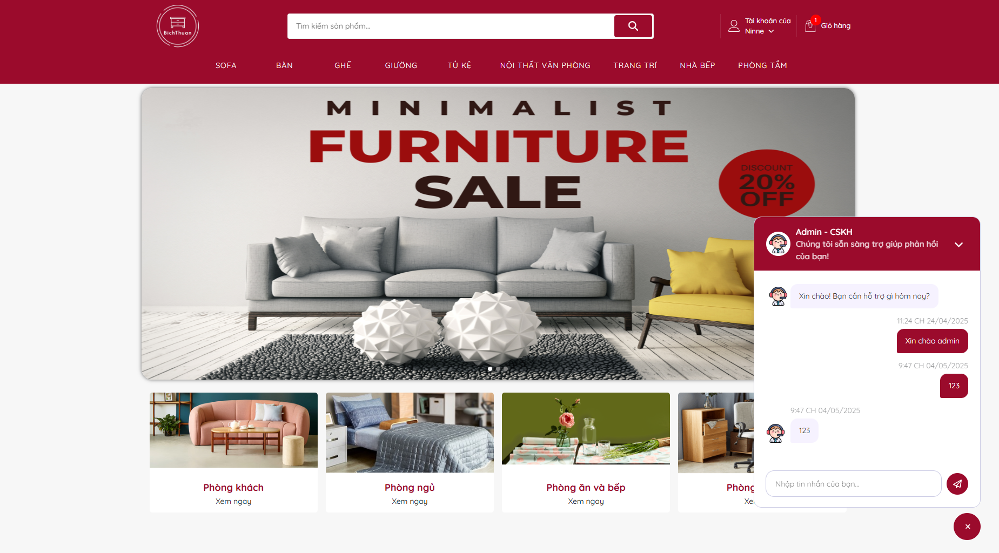 BichThuan
Tìm kiếm sản phẩm...
Tài khoản của
Ninne
1
Giỏ hàng
SOFA
BÀN
GHẾ
GIƯỜNG
TỦ KỆ
NỘI THẤT VĂN PHÒNG
TRANG TRÍ
NHÀ BẾP
PHÒNG TẮM
MINIMALIST
FURNITURE
SALE
DISCOUNT
20%
OFF
Admin - CSKH
Chúng tôi sẵn sàng trợ giúp phản hồi
của bạn!
Xin chào! Bạn cần hỗ trợ gì hôm nay?
11:24 CH 24/04/2025
Xin chào admin
9:47 CH 04/05/2025
123
9:47 CH 04/05/2025
123
Nhập tin nhắn của bạn...
Phòng khách
Xem ngay
Phòng ngủ
Xem ngay
Phòng ăn và bếp
Xem ngay
Phòng